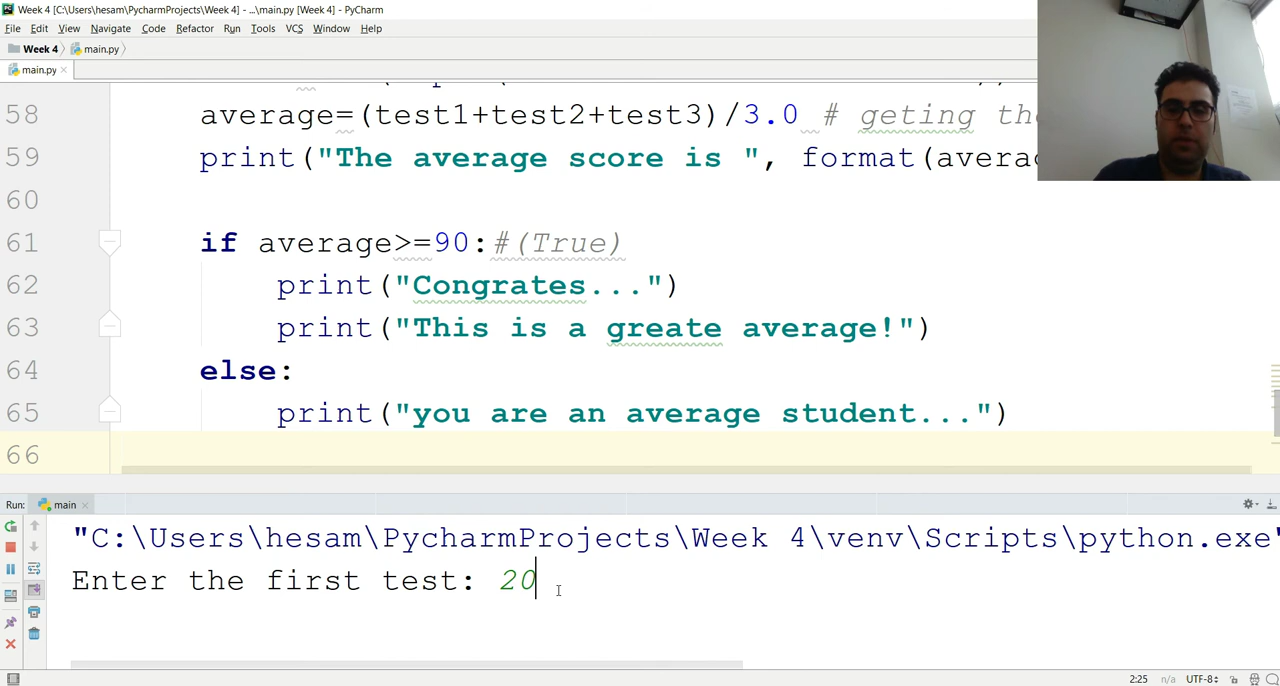 Week 4 [C:\Users\hesam\PycharmProjects\Week 4] - ...\main.py [Week 4] - PyCharm
File Edit View Navigate Code Refactor Run Tools VCS Window Help
Week 4 main.py
main.py
58 average=(test1+test2+test3)/3.0 # geting
59 print("The average score is ", format(
60
61 if average>=90:#(True)
62 print("Congrates...")
63 print("This is a greate average!")
64 else:
65 print("you are an average student...")
66
Run: main
"C:\Users\hesam\PycharmProjects\Week 4\venv\Scripts\python.exe"
Enter the first test: 20
2:25 n/a UTF-8